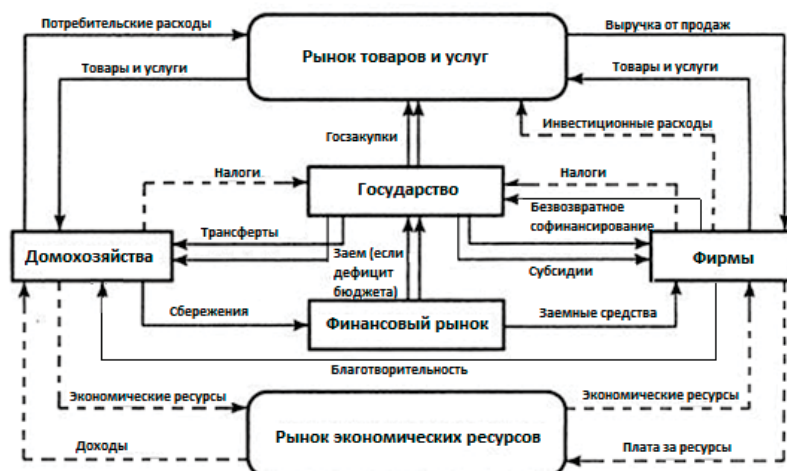 Потребительские расходы
Выручка от продаж
Рынок товаров и услуг
Товары и услуги
Товары и услуги
Госзакупки
Инвестиционные расходы
Налоги
Налоги
Государство
Безвозвратное
софинансирование
Трансферты
Домохозяйства
Заем (если
дефицит
бюджета)
Субсидии
Фирмы
Сбережения
Финансовый рынок
Заемные средства
Благотворительность
Экономические ресурсы
Экономические ресурсы
Рынок экономических ресурсов
Доходы
Плата за ресурсы